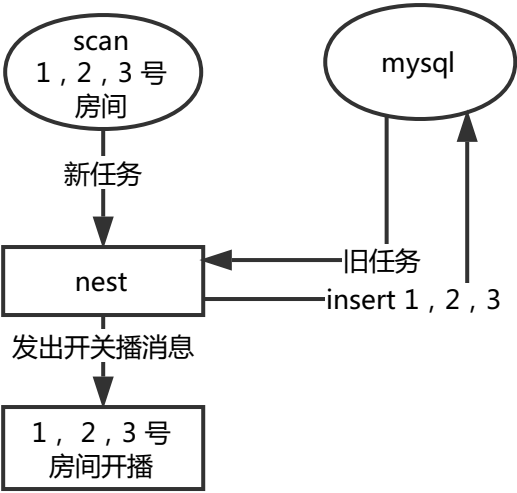 scan
1，2，3 号
房间
mysql
新任务
旧任务
nest
insert 1，2，3
发出开关播消息
1， 2，3 号
房间开播